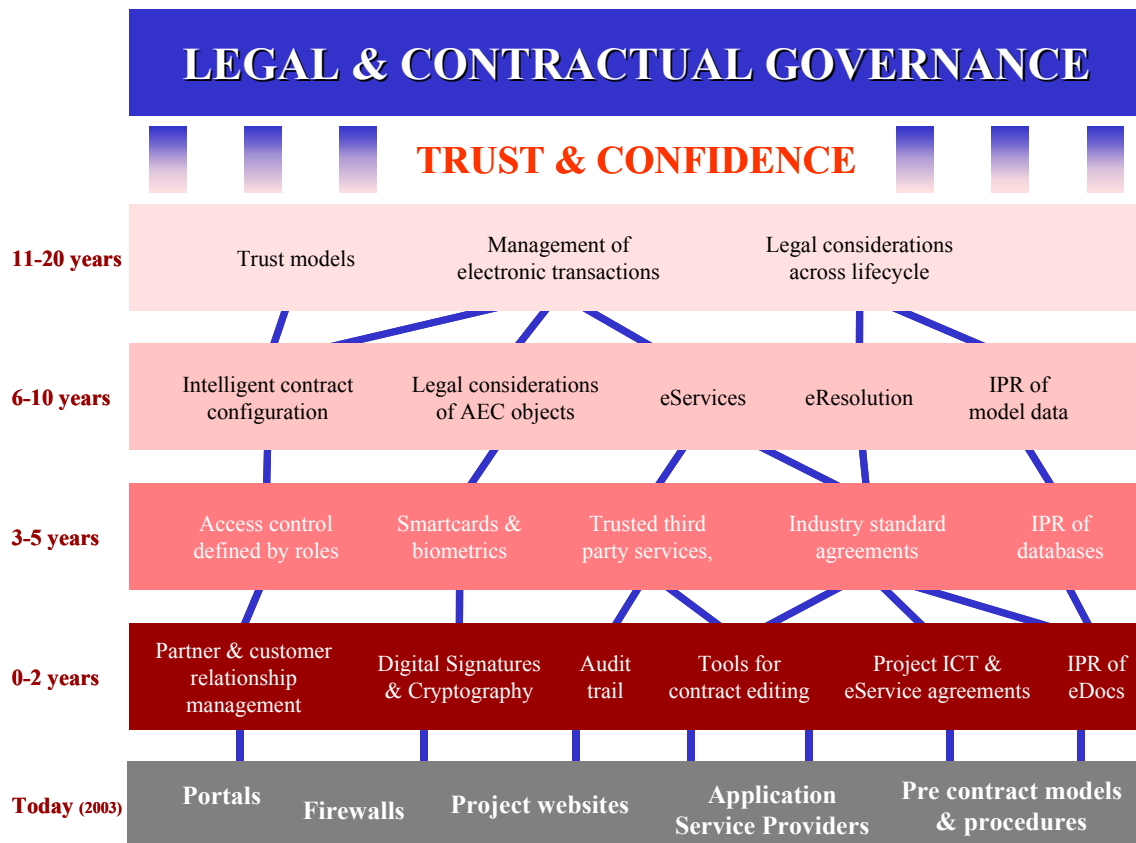 LEGAL & CONTRACTUAL GOVERNANCE
TRUST & CONFIDENCE
11-20 years
Trust models
Management of
electronic transactions
Legal considerations
across lifecycle
6-10 years
Intelligent contract
configuration
Legal considerations
of AEC objects
eServices
eResolution
IPR of
model data
3-5 years
Access control
defined by roles
Smartcards &
biometrics
Trusted third
party services,
Industry standard
agreements
IPR of
databases
0-2 years
Partner & customer
relationship
management
Digital Signatures
& Cryptography
Audit
trail
Tools for
contract editing
Project ICT &
eService agreements
IPR of
eDocs
Today (2003)
Portals
Firewalls
Project websites
Application
Service Providers
Pre contract models
& procedures